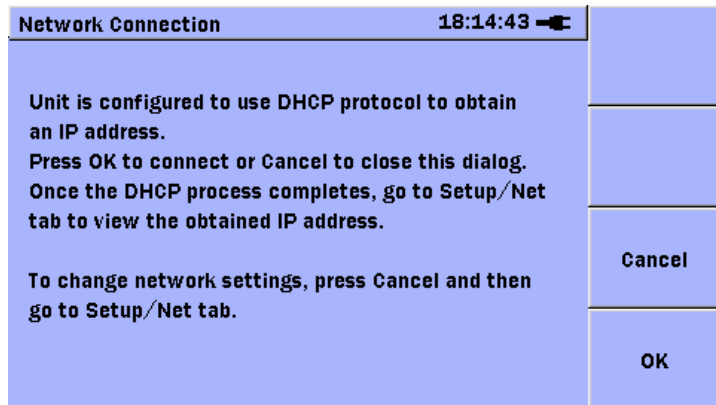 Network Connection 18:14:43
Unit is configured to use DHCP protocol to obtain
an IP address.
Press OK to connect or Cancel to close this dialog.
Once the DHCP process completes, go to Setup/Net
tab to view the obtained IP address.
To change network settings, press Cancel and then
go to Setup/Net tab.
Cancel
OK